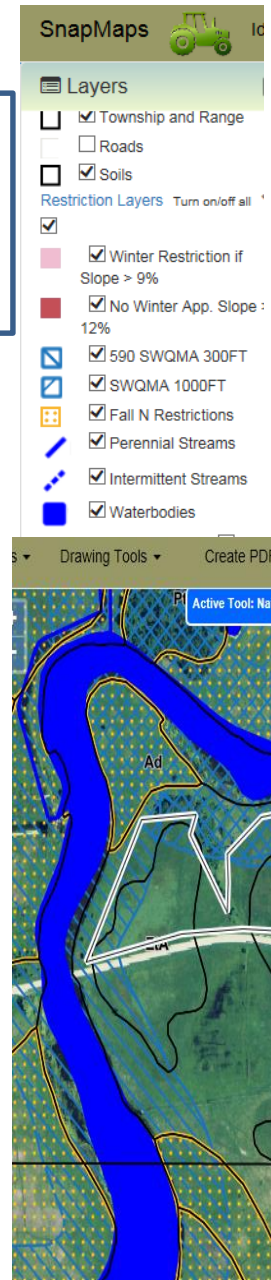 SnapMaps
Layers
Township and Range
Roads
Soils
Restriction Layers Turn on/off all
Winter Restriction if
Slope > 9%
No Winter App. Slope >
12%
590 SWQMA 300FT
SWQMA 1000FT
Fall N Restrictions
Perennial Streams
Intermittent Streams
Waterbodies
Drawing Tools
Create PDF
Active Tool: Na
Ad